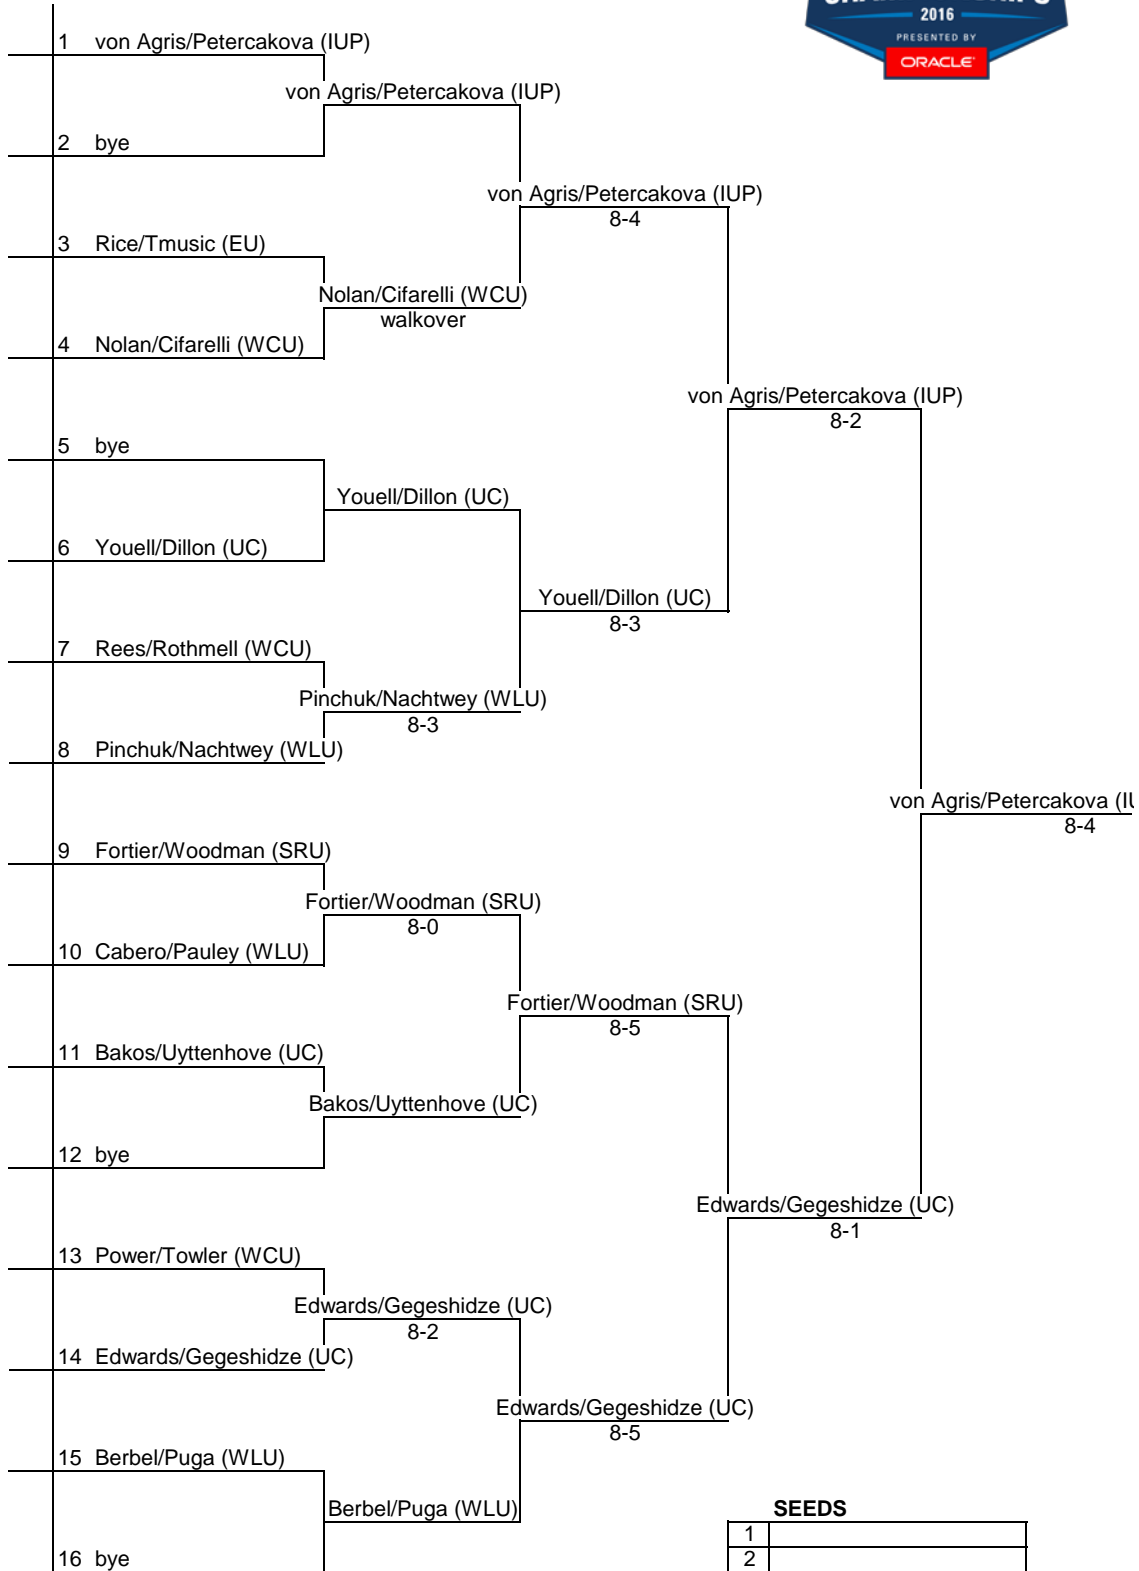 2016
PRESENTED BY
ORACLE
1 von Agris/Petercakova (IUP)
von Agris/Petercakova (IUP)
2 bye
von Agris/Petercakova (IUP)
8-4
3 Rice/Tmusic (EU)
Nolan/Cifarelli (WCU)
walkover
4 Nolan/Cifarelli (WCU)
von Agris/Petercakova (IUP)
8-2
5 bye
Youell/Dillon (UC)
6 Youell/Dillon (UC)
Youell/Dillon (UC)
8-3
7 Rees/Rothmell (WCU)
Pinchuk/Nachtwey (WLU)
8-3
8 Pinchuk/Nachtwey (WLU)
von Agris/Petercakova (IU
8-4
9 Fortier/Woodman (SRU)
Fortier/Woodman (SRU)
8-0
10 Cabero/Pauley (WLU)
Fortier/Woodman (SRU)
8-5
11 Bakos/Uyttenhove (UC)
Bakos/Uyttenhove (UC)
12 bye
Edwards/Gegeshidze (UC)
8-1
13 Power/Towler (WCU)
Edwards/Gegeshidze (UC)
8-2
14 Edwards/Gegeshidze (UC)
Edwards/Gegeshidze (UC)
8-5
15 Berbel/Puga (WLU)
Berbel/Puga (WLU)
16 bye
SEEDS
1
2